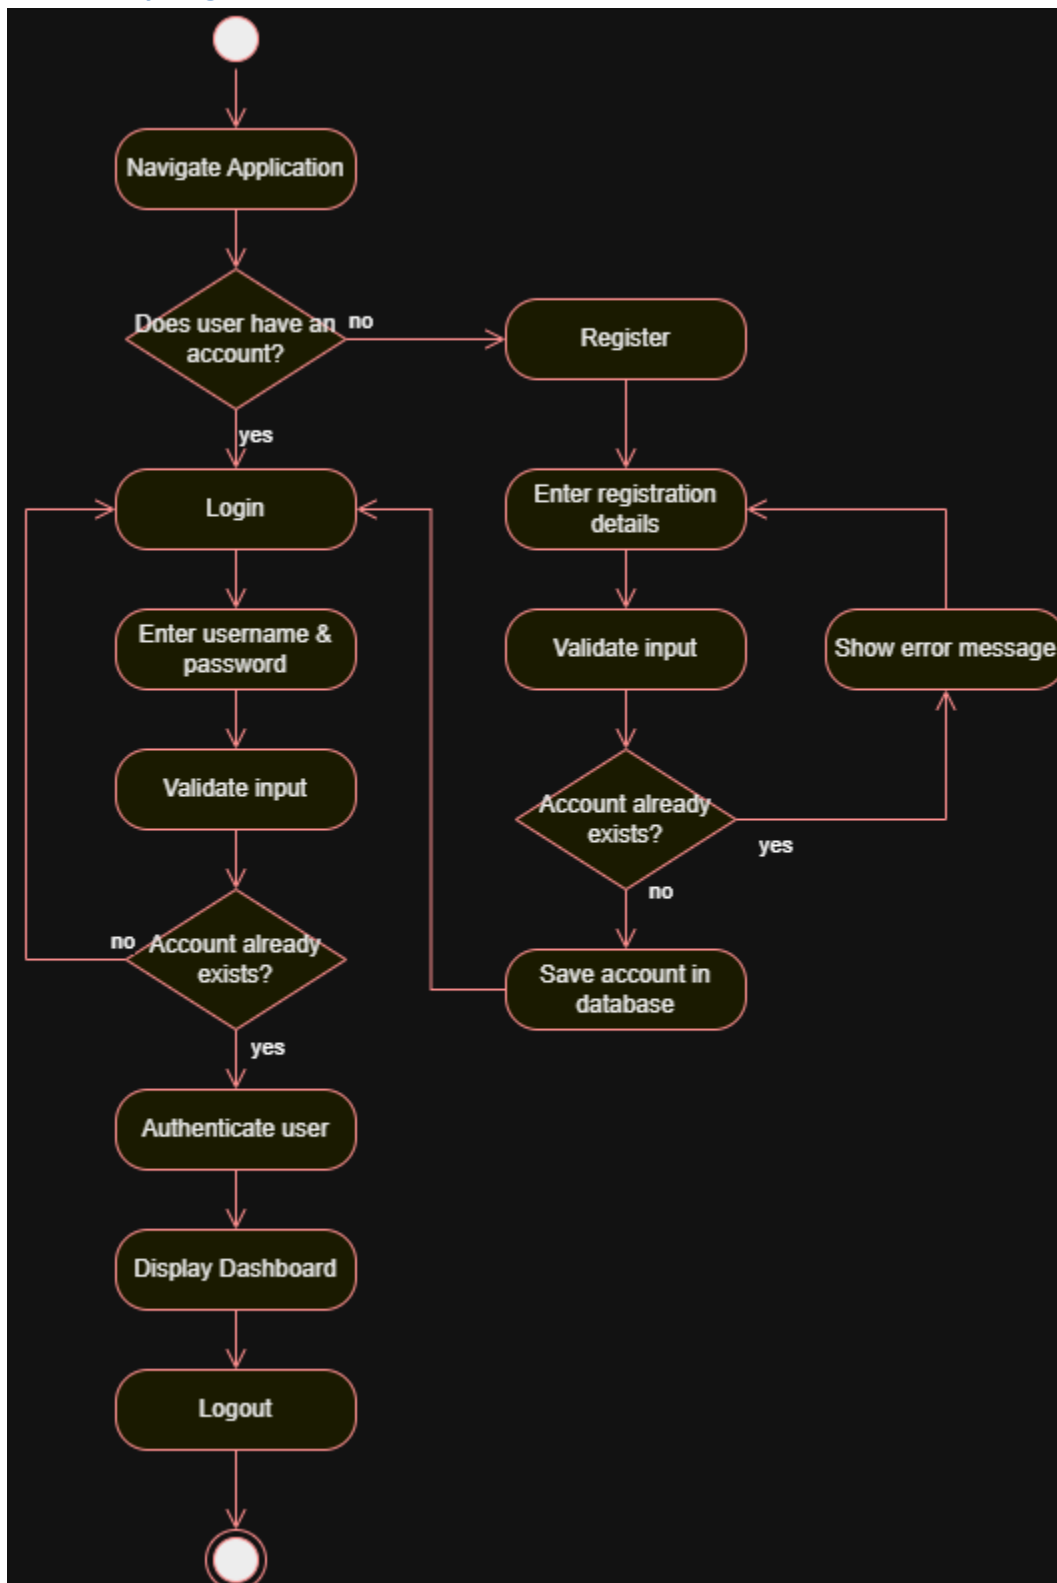 Navigate Application
Does user have an
account?
no
Register
yes
Login
Enter registration
details
Enter username &
password
Validate input
Show error message
Validate input
Account already
exists?
yes
no
Account already
exists?
no
Save account in
database
yes
Authenticate user
Display Dashboard
Logout